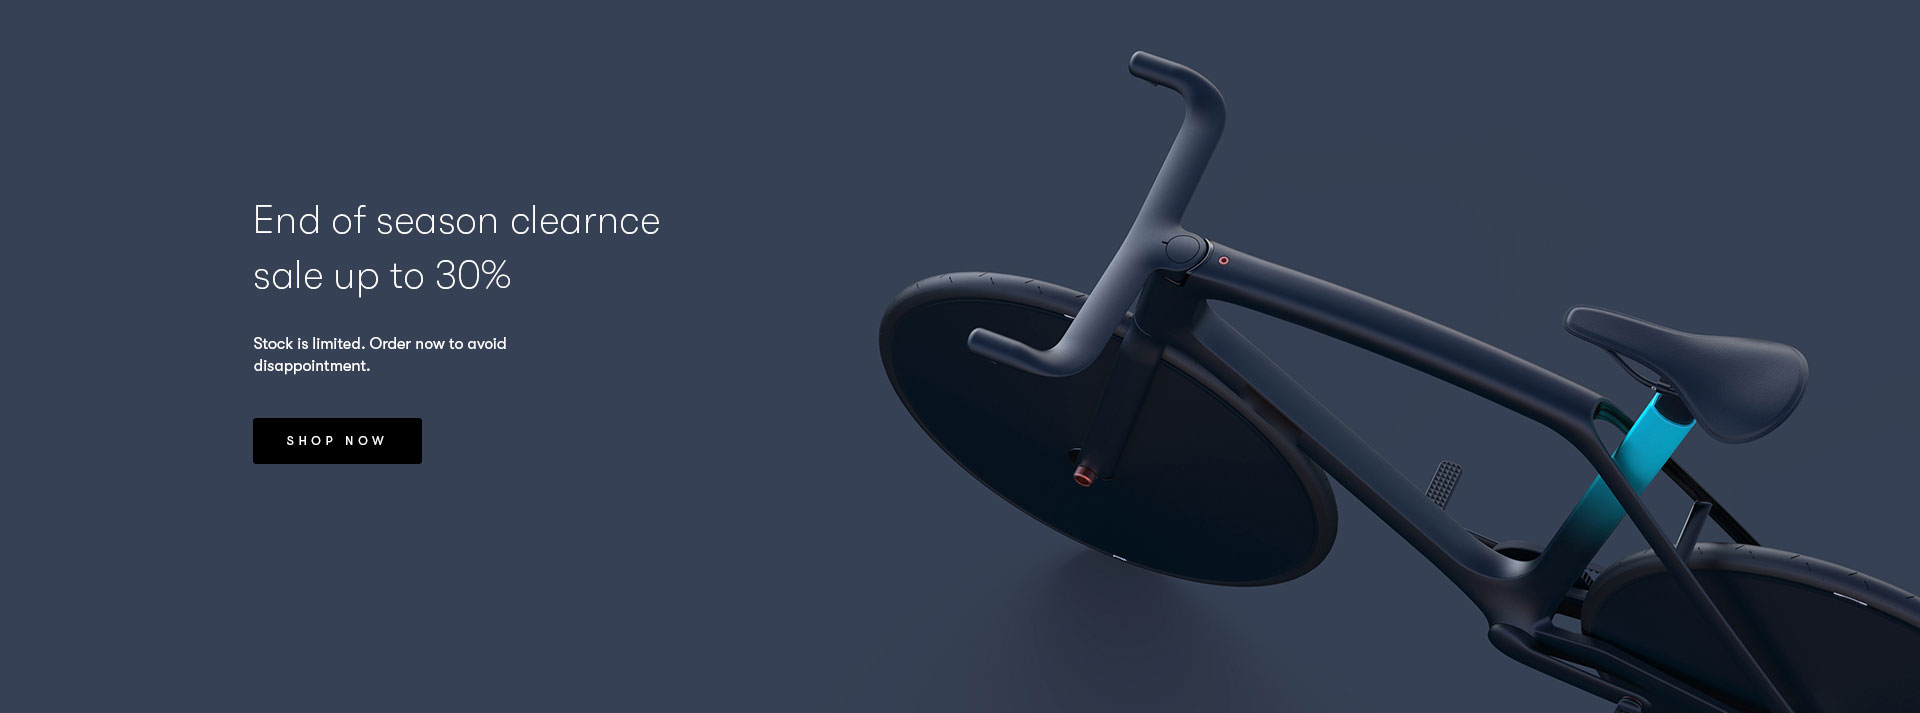 End of season clearnce
sale up to 30%
Stock is limited. Order now to avoid
disappointment.
SHOP NOW